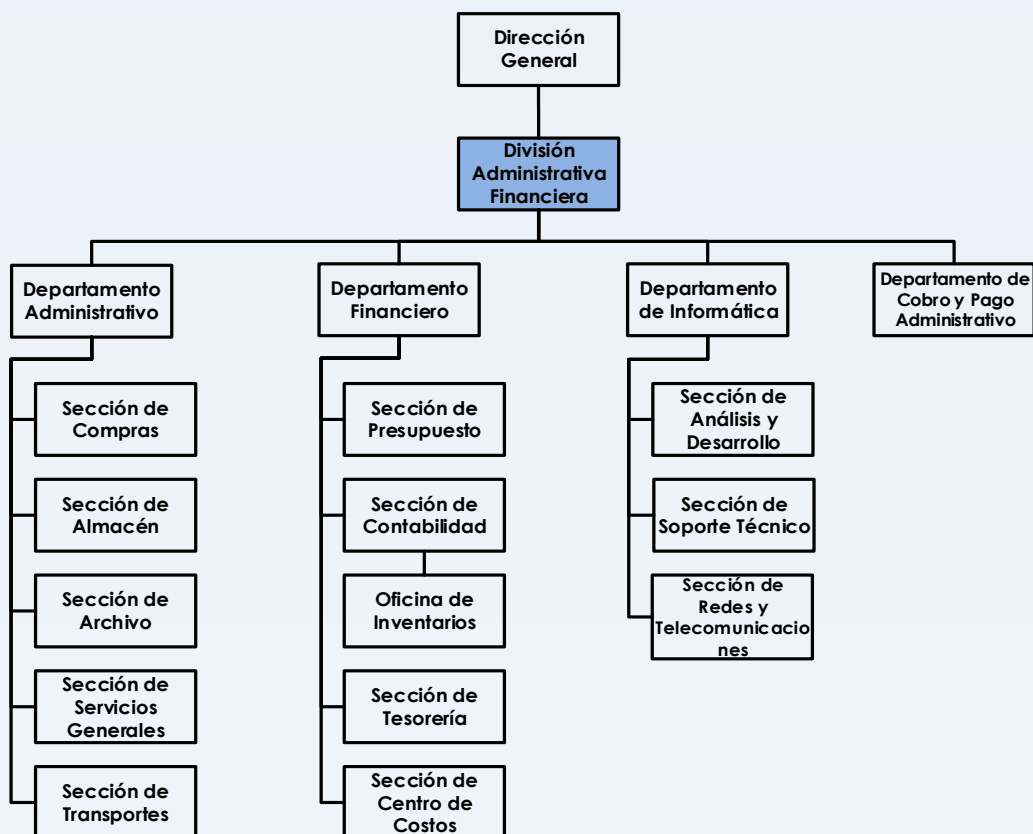 Dirección
General
División
Administrativa
Financiera
Departamento
Administrativo
Departamento
Financiero
Departamento
de Informática
Departamento de
Cobro y Pago
Administrativo
Sección de
Compras
Sección de
Presupuesto
Sección de
Análisis y
Desarrollo
Sección de
Almacén
Sección de
Contabilidad
Sección de
Soporte Técnico
Sección de
Archivo
Oficina de
Inventarios
Sección de
Redes y
Telecomunicacio
nes
Sección de
Servicios
Generales
Sección de
Tesorería
Sección de
Transportes
Sección de
Centro de
Costos